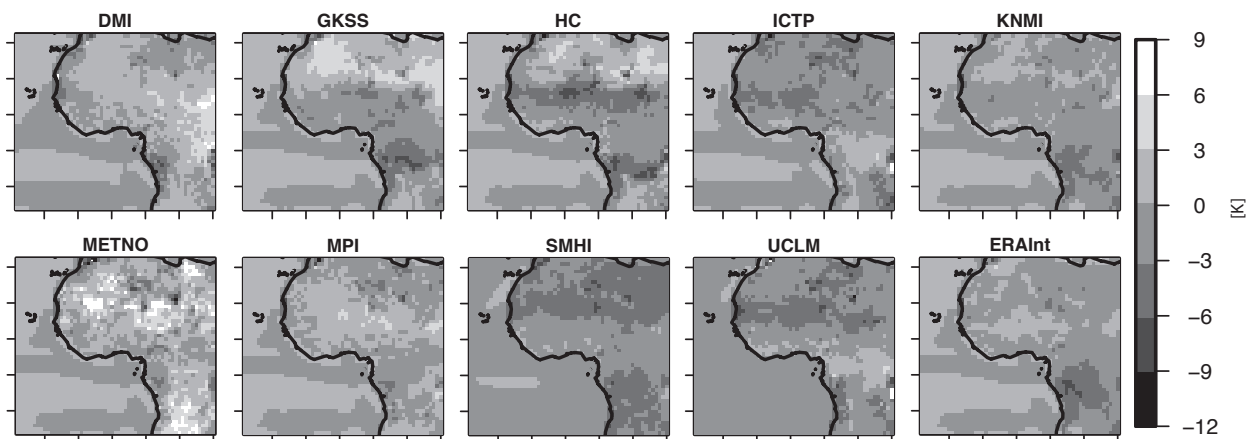 DMI GKSS HC ICTP KNMI
METNO MPI SMHI UCLM ERAInt
9
6
3
0
−3
−6
−9
−12
[K]